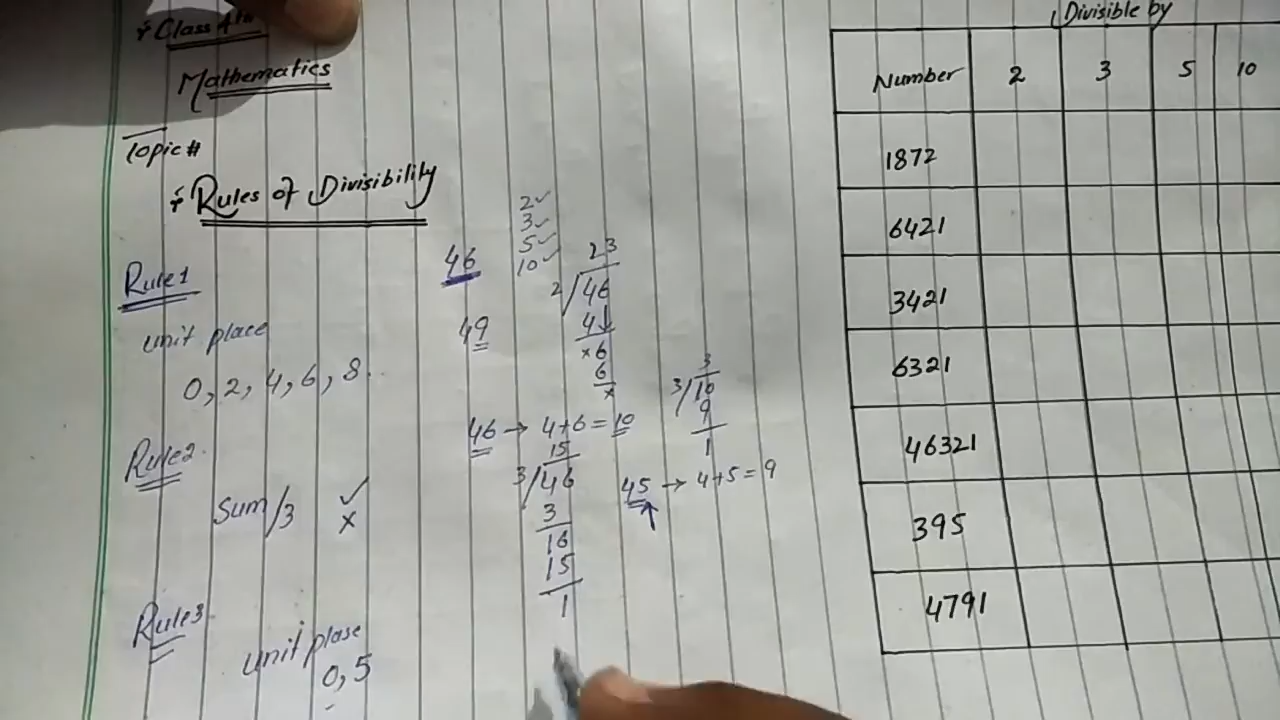 Class 4th
Mathematics
Topic #
Rules of Divisibility
Rule 1
unit place
0, 2, 4, 6, 8
Rule 2
Sum/3 ✓
×
Rule 3
unit plase
0, 5
46
49
2✓
3✓
5✓
10✓
23
2/46
4↓
×6
6
×
46 → 4+6 = 10
3
3/10
9
1
15
3/46
3
16
15
1
45 → 4+5 = 9
↑
Divisible by
Number 2 3 5 10
1872
6421
3421
6321
46321
395
4791